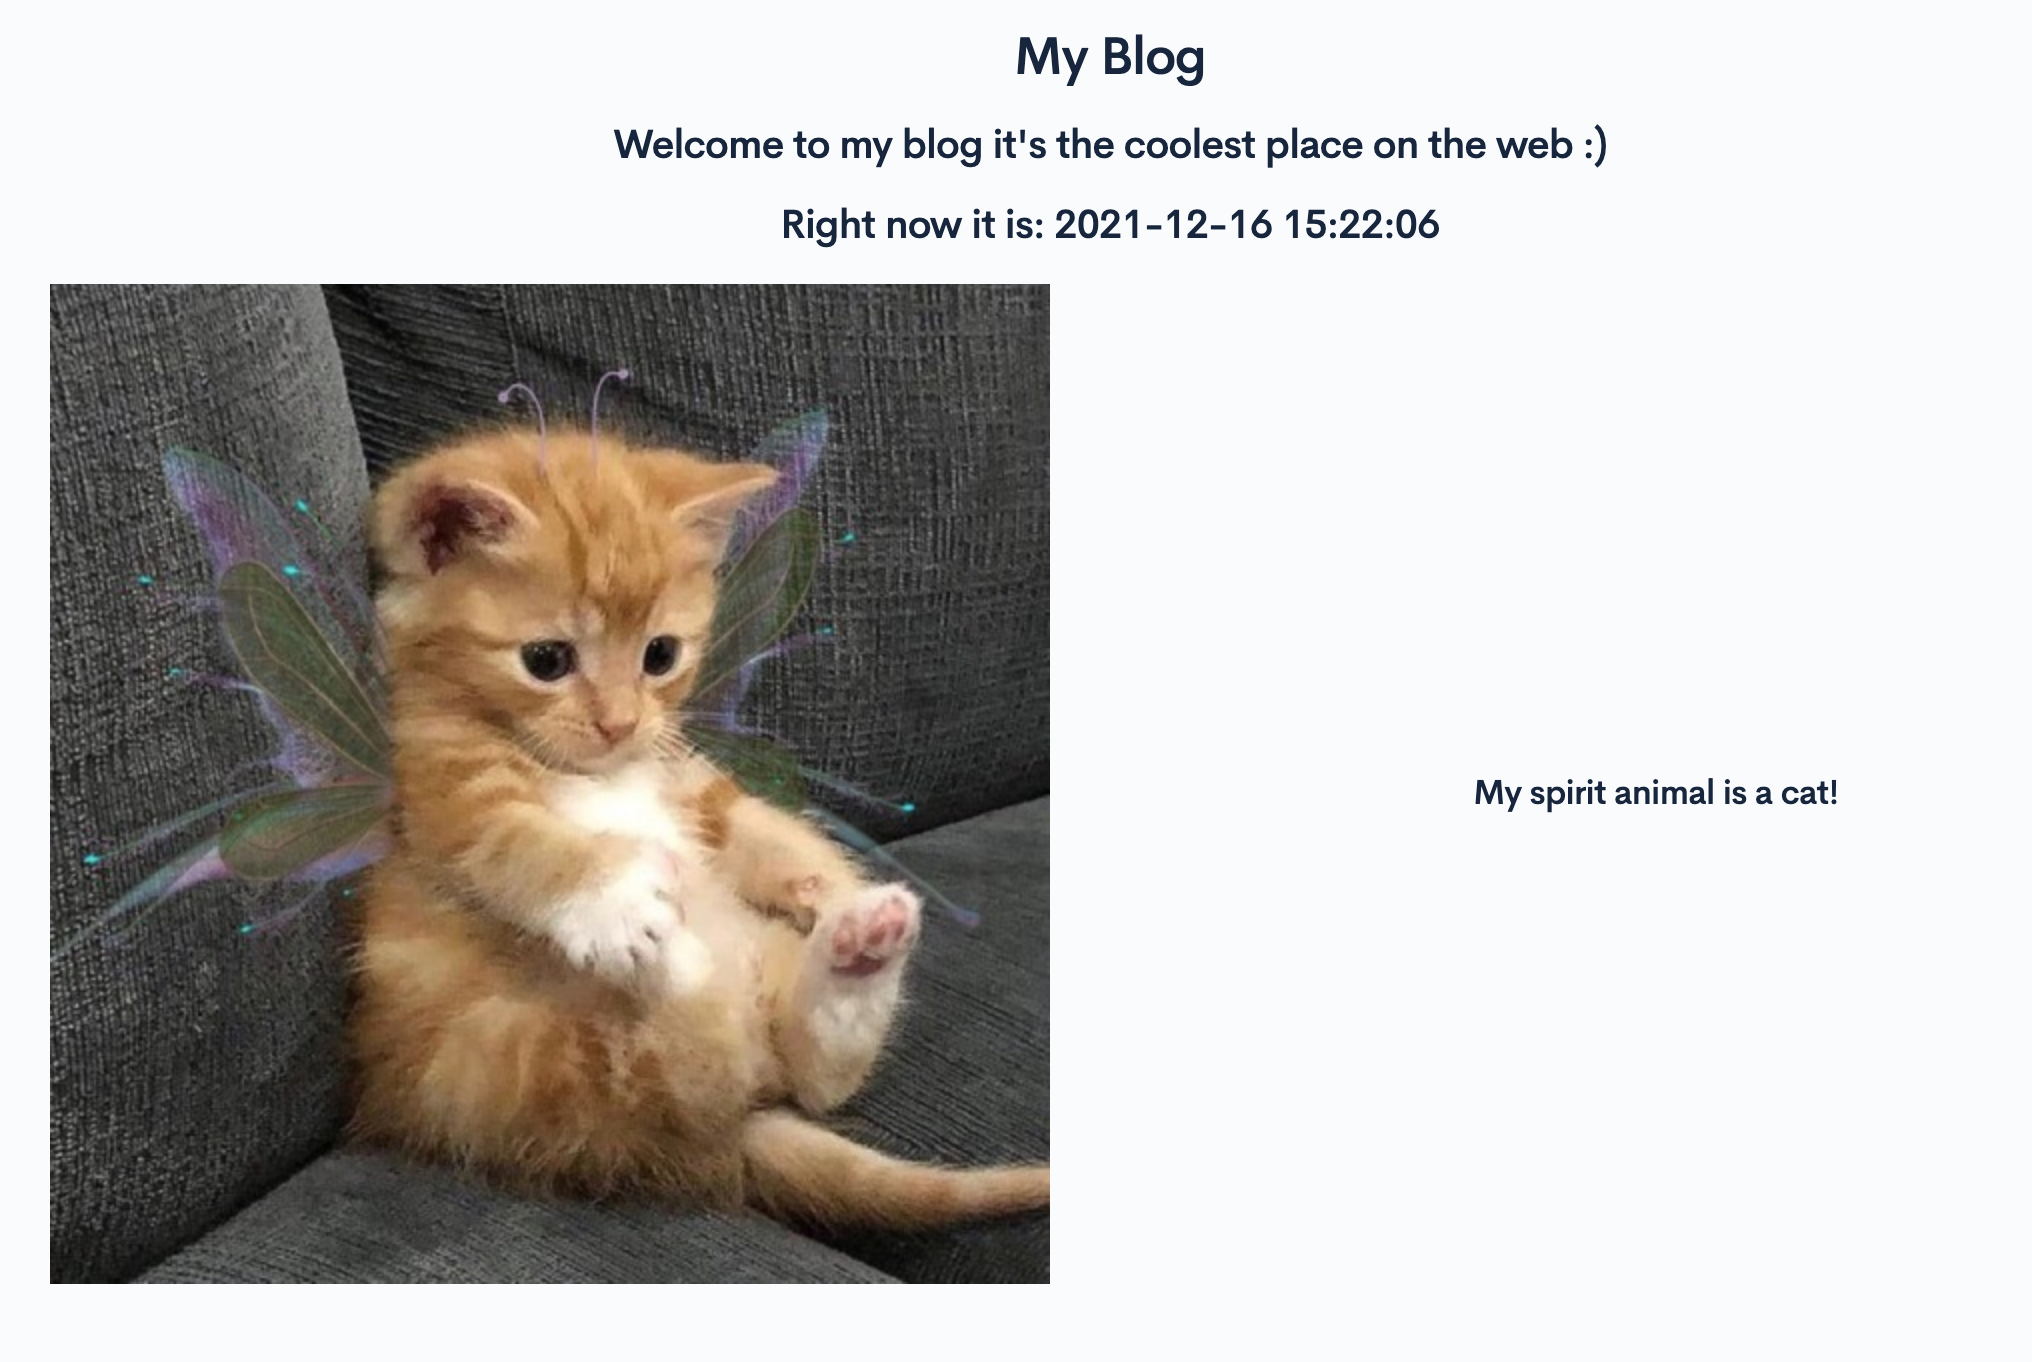 My Blog
Welcome to my blog it's the coolest place on the web :)
Right now it is: 2021-12-16 15:22:06
My spirit animal is a cat!